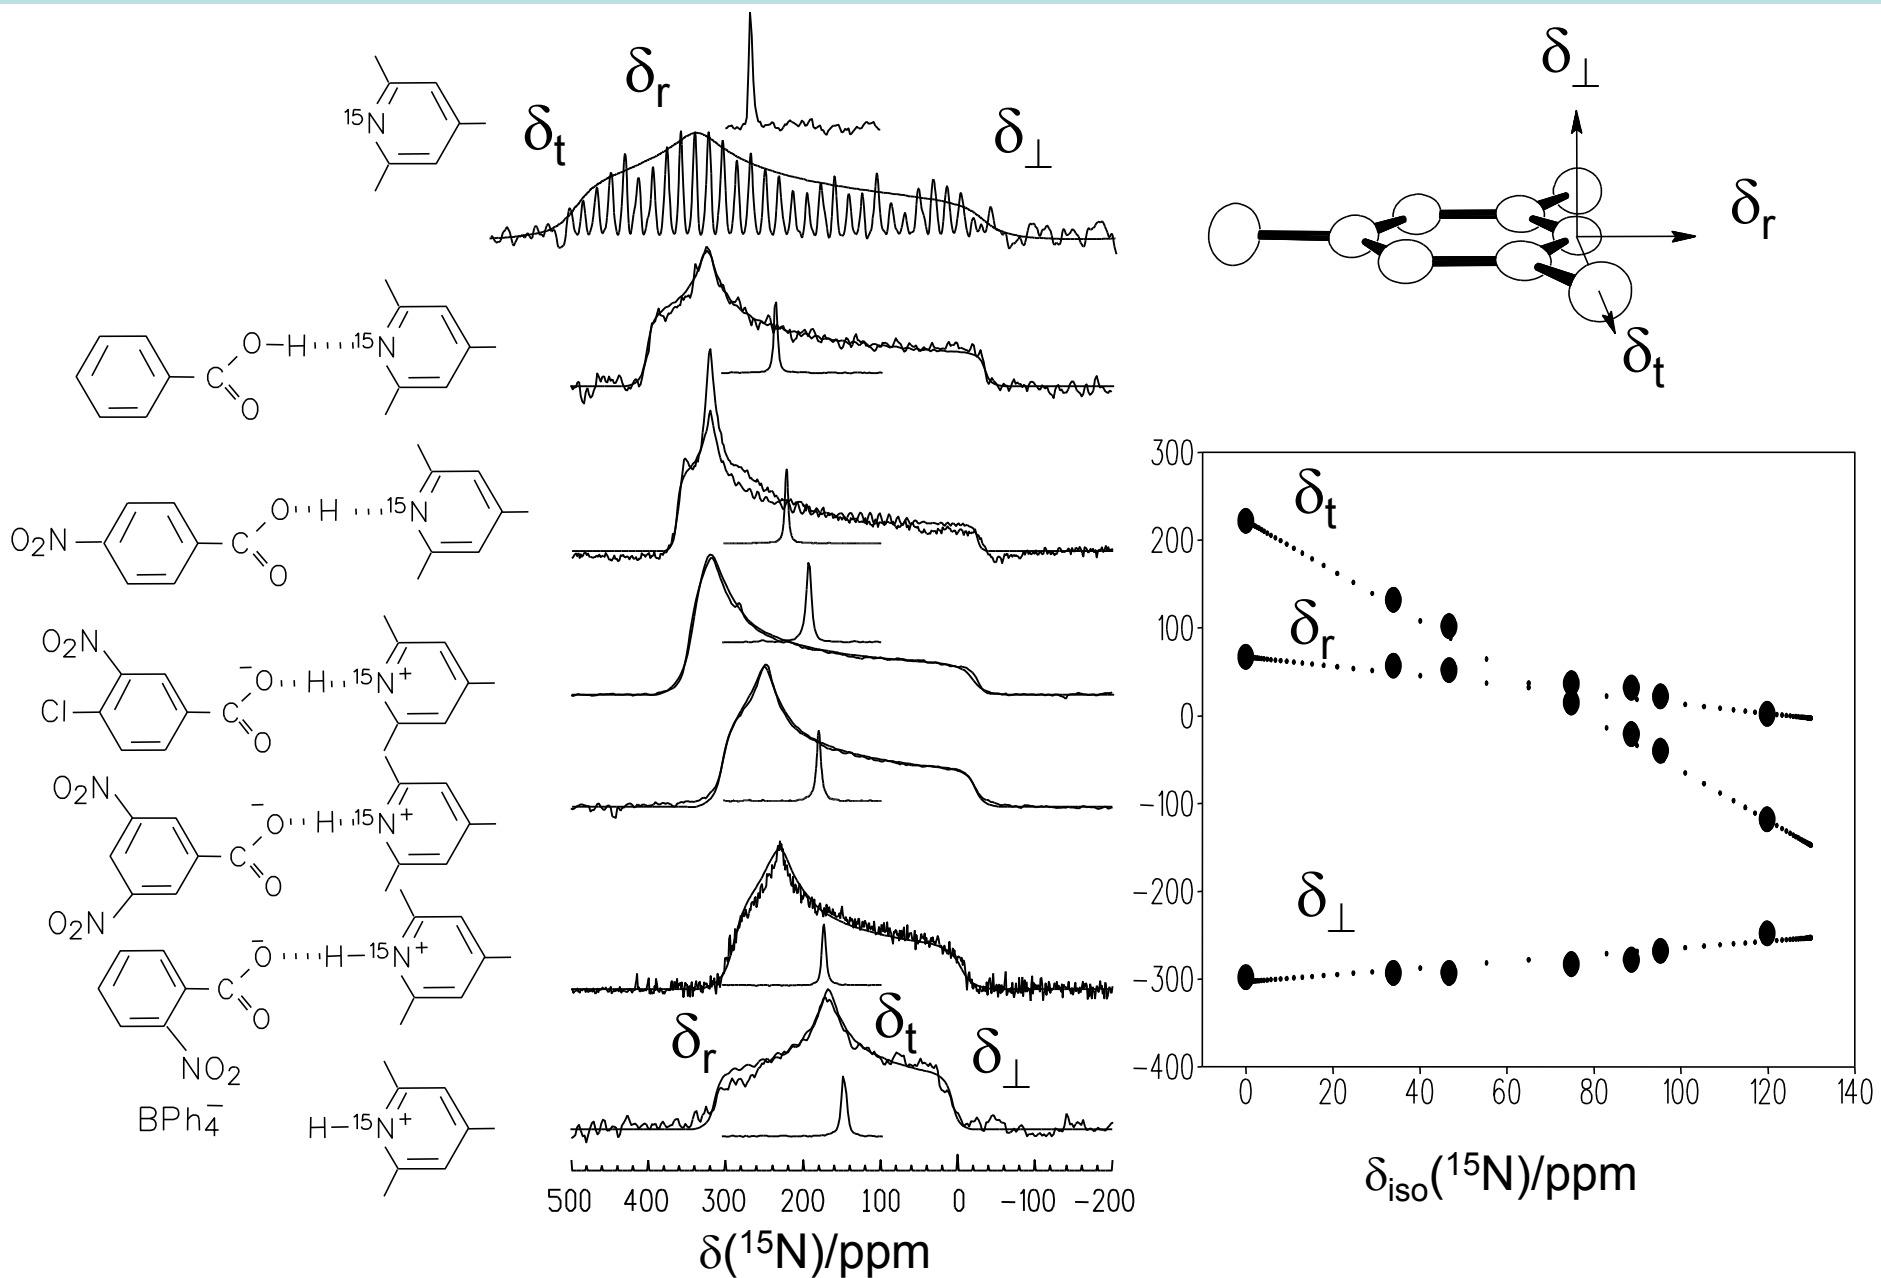 δr
δt
δ⊥
15N
O–H 15N
C
O
O2N
O H 15N
C
O
O2N
Cl
−
O H 15N+
C
O
O2N
O2N
−
O H 15N+
C
O
−
O H–15N+
C
O
NO2
BPh4−
H–15N+
δr
δt
δ⊥
500 400 300 200 100 0 −100 −200
δ(15N)/ppm
δ⊥
δr
δt
300
200
100
0
−100
−200
−300
−400
δt
δr
δ⊥
0 20 40 60 80 100 120 140
δiso(15N)/ppm